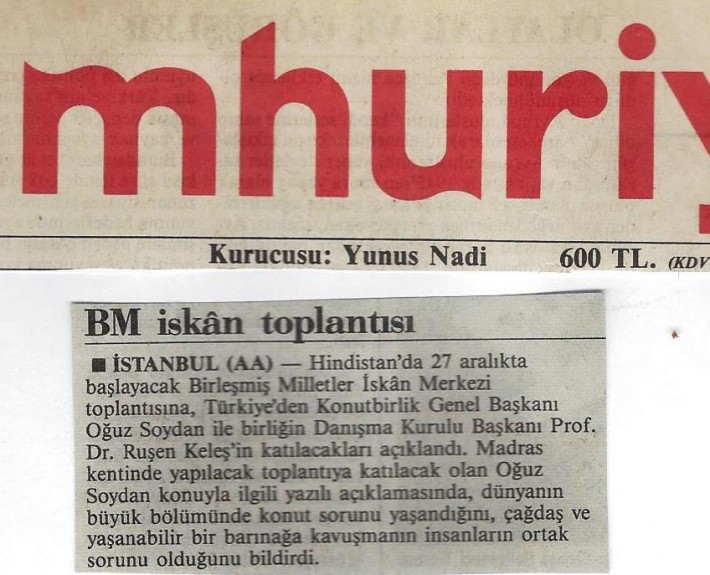 mhuriy
Kurucusu: Yunus Nadi 600 TL. (KDV
BM iskân toplantısı
■ İSTANBUL (AA) — Hindistan'da 27 aralıkta
başlayacak Birleşmiş Milletler İskân Merkezi
toplantısına, Türkiye'den Konutbirlik Genel Başkanı
Oğuz Soydan ile birliğin Danışma Kurulu Başkanı Prof.
Dr. Ruşen Keleş'in katılacakları açıklandı. Madras
kentinde yapılacak toplantıya katılacak olan Oğuz
Soydan konuyla ilgili yazılı açıklamasında, dünyanın
büyük bölümünde konut sorunu yaşandığını, çağdaş ve
yaşanabilir bir barınağa kavuşmanın insanların ortak
sorunu olduğunu bildirdi.